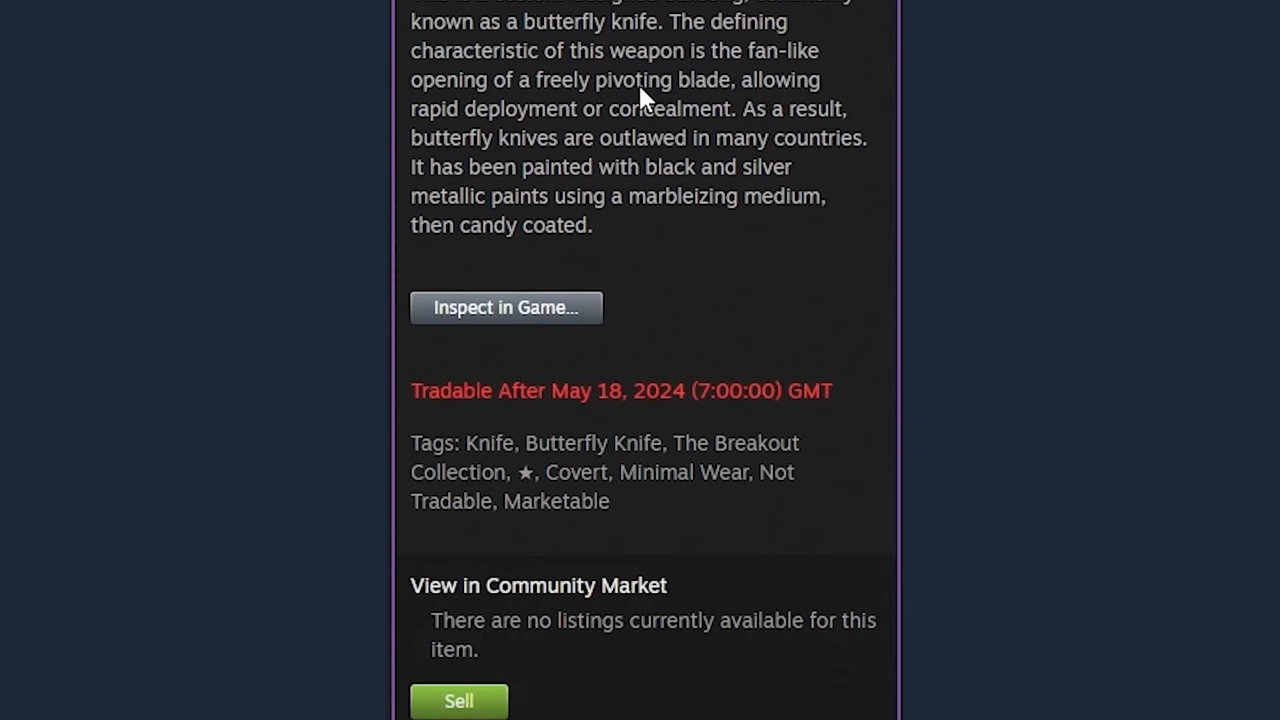 known as a butterfly knife. The defining
characteristic of this weapon is the fan-like
opening of a freely pivoting blade, allowing
rapid deployment or concealment. As a result,
butterfly knives are outlawed in many countries.
It has been painted with black and silver
metallic paints using a marbleizing medium,
then candy coated.
Inspect in Game...
Tradable After May 18, 2024 (7:00:00) GMT
Tags: Knife, Butterfly Knife, The Breakout
Collection, ★, Covert, Minimal Wear, Not
Tradable, Marketable
View in Community Market
There are no listings currently available for this
item.
Sell